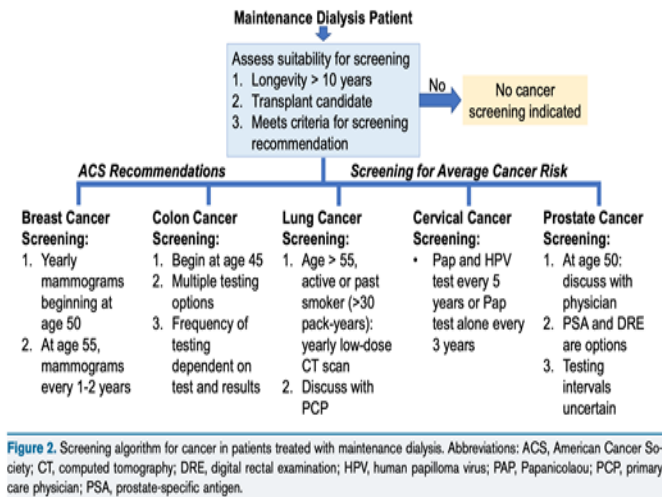 Maintenance Dialysis Patient
Assess suitability for screening
1. Longevity > 10 years
2. Transplant candidate
3. Meets criteria for screening
recommendation
No
No cancer
screening indicated
ACS Recommendations
Screening for Average Cancer Risk
Breast Cancer
Screening:
1. Yearly
mammograms
beginning at
age 50
2. At age 55,
mammograms
every 1-2 years
Colon Cancer
Screening:
1. Begin at age 45
2. Multiple testing
options
3. Frequency of
testing
dependent on
test and results
Lung Cancer
Screening:
1. Age > 55,
active or past
smoker (>30
pack-years):
yearly low-dose
CT scan
2. Discuss with
PCP
Cervical Cancer
Screening:
• Pap and HPV
test every 5
years or Pap
test alone every
3 years
Prostate Cancer
Screening:
1. At age 50:
discuss with
physician
2. PSA and DRE
are options
3. Testing
intervals
uncertain
Figure 2. Screening algorithm for cancer in patients treated with maintenance dialysis. Abbreviations: ACS, American Cancer So-
ciety; CT, computed tomography; DRE, digital rectal examination; HPV, human papilloma virus; PAP, Papanicolaou; PCP, primary
care physician; PSA, prostate-specific antigen.